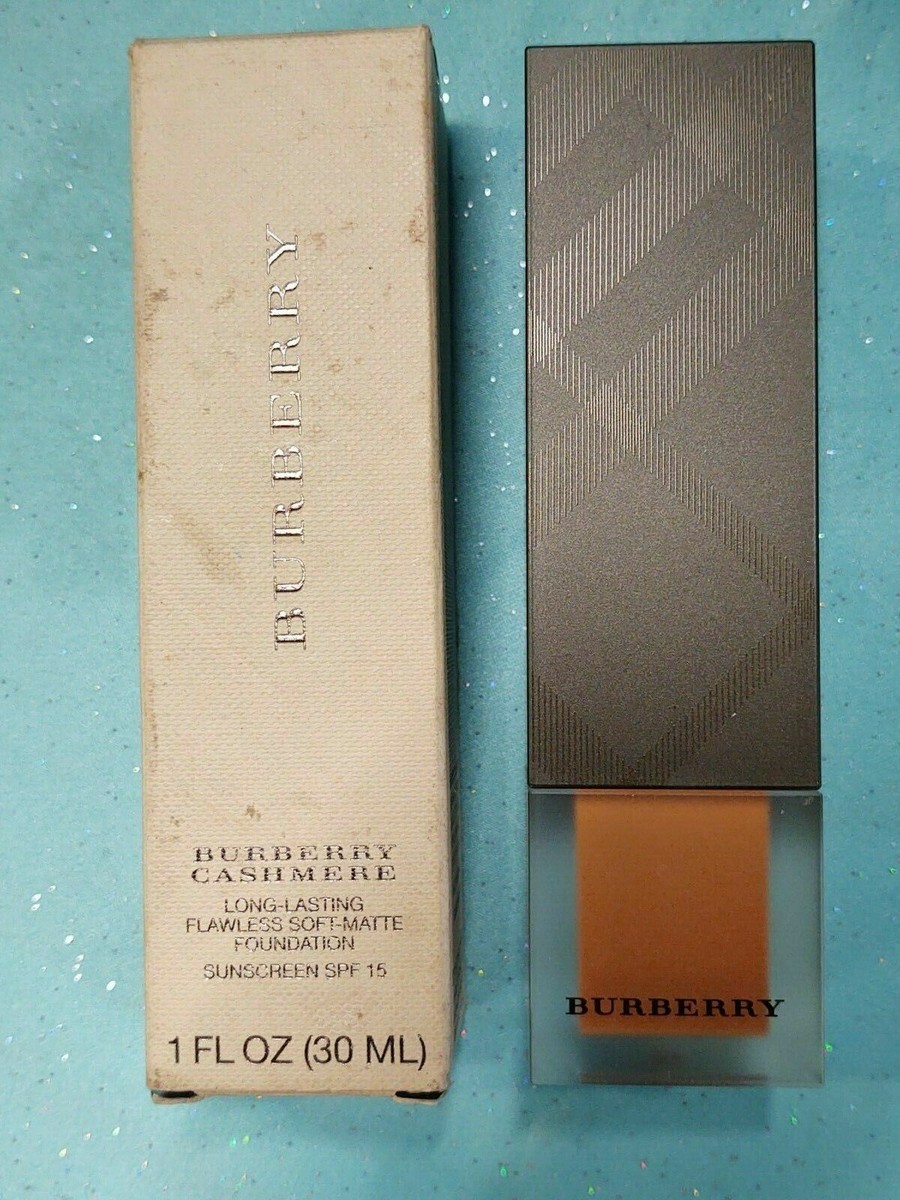 BURBERRY
BURBERRY
CASHMERE
LONG-LASTING
FLAWLESS SOFT-MATTE
FOUNDATION
SUNSCREEN SPF 15
1 FL OZ (30 ML)
BURBERRY